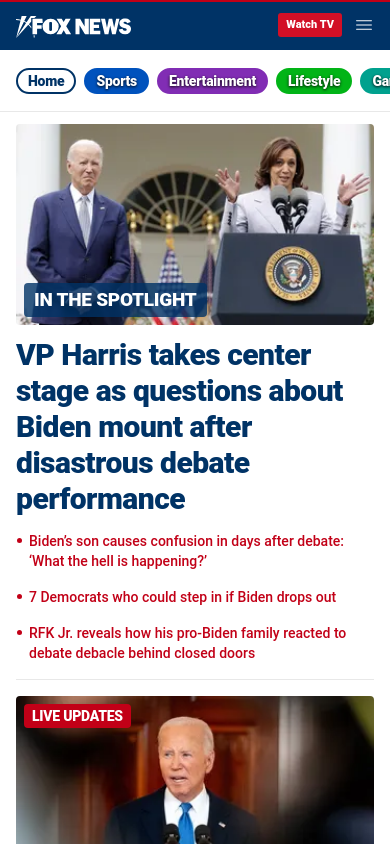 FOX NEWS
Watch TV
Home
Sports
Entertainment
Lifestyle
IN THE SPOTLIGHT
VP Harris takes center
stage as questions about
Biden mount after
disastrous debate
performance
Biden’s son causes confusion in days after debate:
‘What the hell is happening?’
7 Democrats who could step in if Biden drops out
RFK Jr. reveals how his pro-Biden family reacted to
debate debacle behind closed doors
LIVE UPDATES